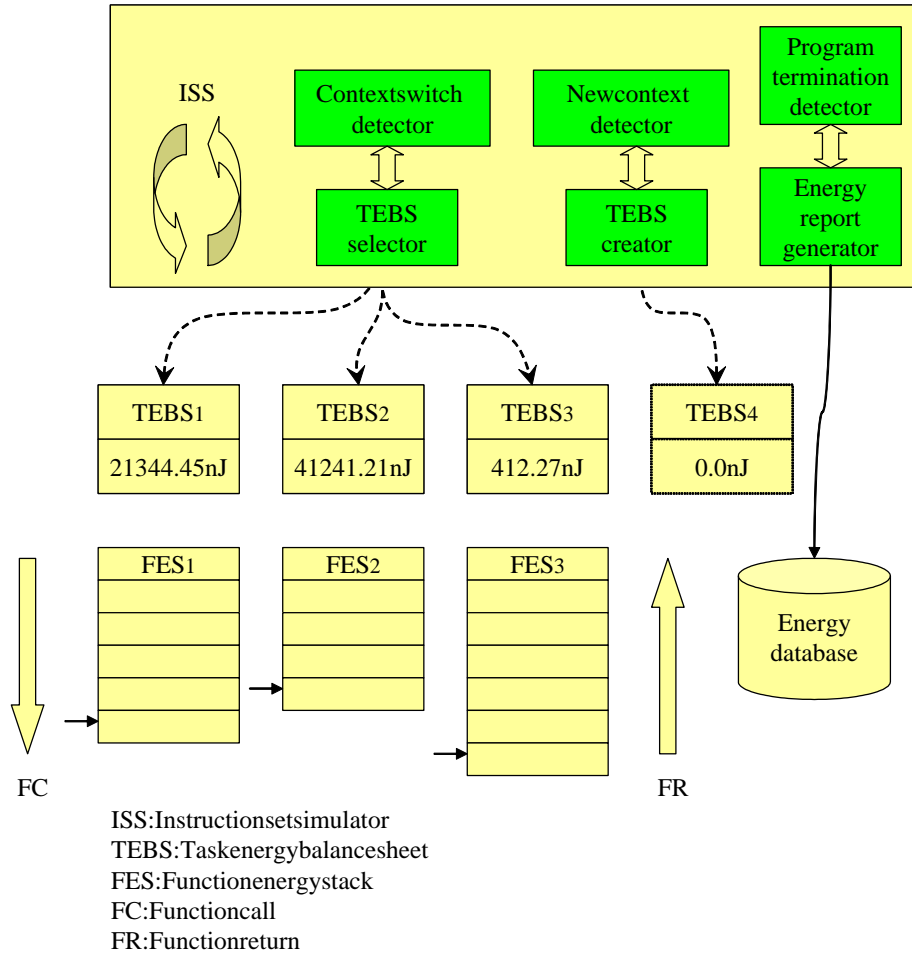 Program
termination
detector
ISS
Contextswitch
detector
Newcontext
detector
TEBS
selector
TEBS
creator
Energy
report
generator
TEBS1
TEBS2
TEBS3
TEBS4
21344.45nJ
41241.21nJ
412.27nJ
0.0nJ
FES1
FES2
FES3
Energy
database
FC
FR
ISS:Instructionsetsimulator
TEBS:Taskenergybalancesheet
FES:Functionenergystack
FC:Functioncall
FR:Functionreturn